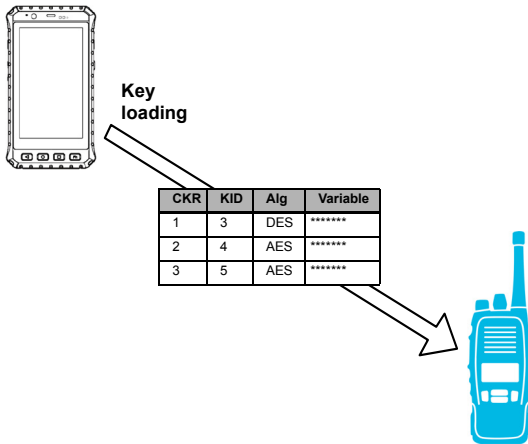 Key
loading
CKR KID Alg Variable
1 3 DES *******
2 4 AES *******
3 5 AES *******